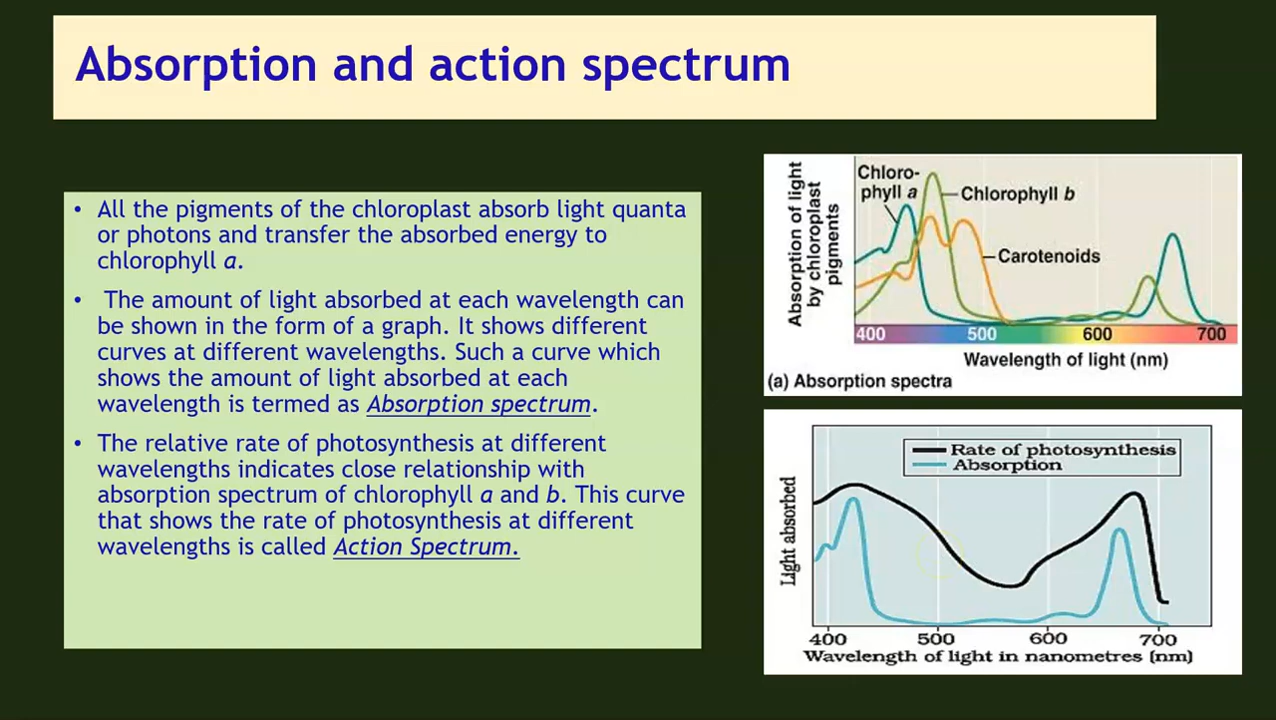 Absorption and action spectrum
• All the pigments of the chloroplast absorb light quanta
or photons and transfer the absorbed energy to
chlorophyll a.
• The amount of light absorbed at each wavelength can
be shown in the form of a graph. It shows different
curves at different wavelengths. Such a curve which
shows the amount of light absorbed at each
wavelength is termed as Absorption spectrum.
• The relative rate of photosynthesis at different
wavelengths indicates close relationship with
absorption spectrum of chlorophyll a and b. This curve
that shows the rate of photosynthesis at different
wavelengths is called Action Spectrum.
Absorption of light
by chloroplast
pigments
Chloro-
phyll a
Chlorophyll b
Carotenoids
400 500 600 700
Wavelength of light (nm)
(a) Absorption spectra
Rate of photosynthesis
Absorption
Light absorbed
400 500 600 700
Wavelength of light in nanometres (nm)